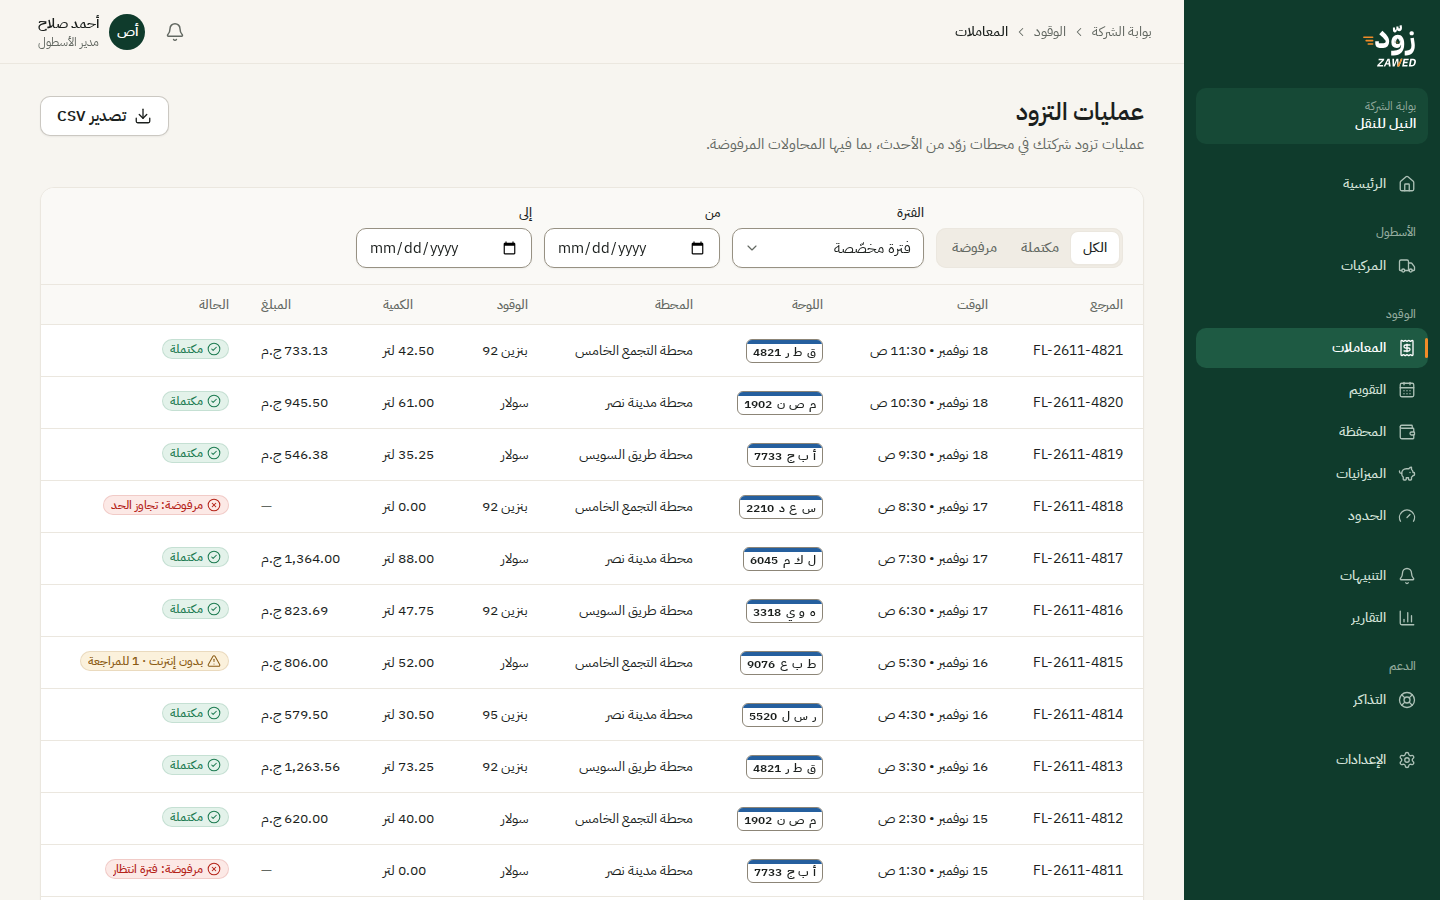 زوّد
ZAWED
بوابة الشركة
النيل للنقل
الرئيسية
الأسطول
المركبات
الوقود
المعاملات
التقويم
المحفظة
الميزانيات
الحدود
التنبيهات
التقارير
الدعم
التذاكر
الإعدادات
بوابة الشركة
الوقود
المعاملات
أص
أحمد صلاح
مدير الأسطول
عمليات التزود
عمليات تزود شركتك في محطات زوّد من الأحدث، بما فيها المحاولات المرفوضة.
تصدير CSV
الكل مكتملة مرفوضة
الفترة
فترة مخصّصة
من
mm/dd/yyyy
إلى
mm/dd/yyyy
المرجع الوقت اللوحة المحطة الوقود الكمية المبلغ الحالة
FL-2611-4821 18 نوفمبر • 11:30 ص ق ط ر 4821 محطة التجمع الخامس بنزين 92 42.50 لتر 733.13 ج.م مكتملة
FL-2611-4820 18 نوفمبر • 10:30 ص م ص ن 1902 محطة مدينة نصر سولار 61.00 لتر 945.50 ج.م مكتملة
FL-2611-4819 18 نوفمبر • 9:30 ص أ ب ج 7733 محطة طريق السويس سولار 35.25 لتر 546.38 ج.م مكتملة
FL-2611-4818 17 نوفمبر • 8:30 ص س ع د 2210 محطة التجمع الخامس بنزين 92 0.00 لتر — مرفوضة: تجاوز الحد
FL-2611-4817 17 نوفمبر • 7:30 ص ل ك م 6045 محطة مدينة نصر سولار 88.00 لتر 1,364.00 ج.م مكتملة
FL-2611-4816 17 نوفمبر • 6:30 ص ه و ي 3318 محطة طريق السويس بنزين 92 47.75 لتر 823.69 ج.م مكتملة
FL-2611-4815 16 نوفمبر • 5:30 ص ط ب ع 9076 محطة التجمع الخامس سولار 52.00 لتر 806.00 ج.م بدون إنترنت · 1 للمراجعة
FL-2611-4814 16 نوفمبر • 4:30 ص ر س ل 5520 محطة مدينة نصر بنزين 95 30.50 لتر 579.50 ج.م مكتملة
FL-2611-4813 16 نوفمبر • 3:30 ص ق ط ر 4821 محطة طريق السويس بنزين 92 73.25 لتر 1,263.56 ج.م مكتملة
FL-2611-4812 15 نوفمبر • 2:30 ص م ص ن 1902 محطة التجمع الخامس سولار 40.00 لتر 620.00 ج.م مكتملة
FL-2611-4811 15 نوفمبر • 1:30 ص أ ب ج 7733 محطة مدينة نصر سولار 0.00 لتر — مرفوضة: فترة انتظار